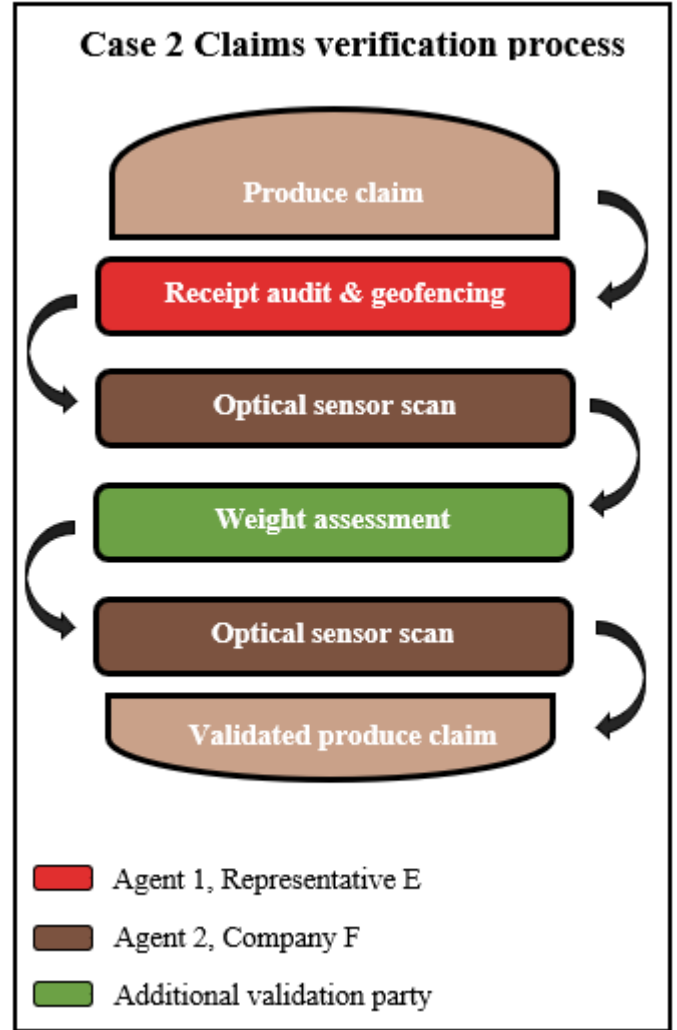 Case 2 Claims verification process
Produce claim
Receipt audit & geofencing
Optical sensor scan
Weight assessment
Optical sensor scan
Validated produce claim
Agent 1, Representative E
Agent 2, Company F
Additional validation party